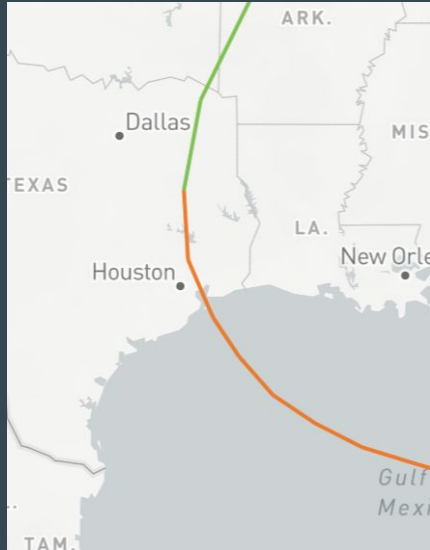 ARK.
Dallas
MIS
TEXAS
LA.
New Orle
Houston
Gulf
Mexi
..
TAM.